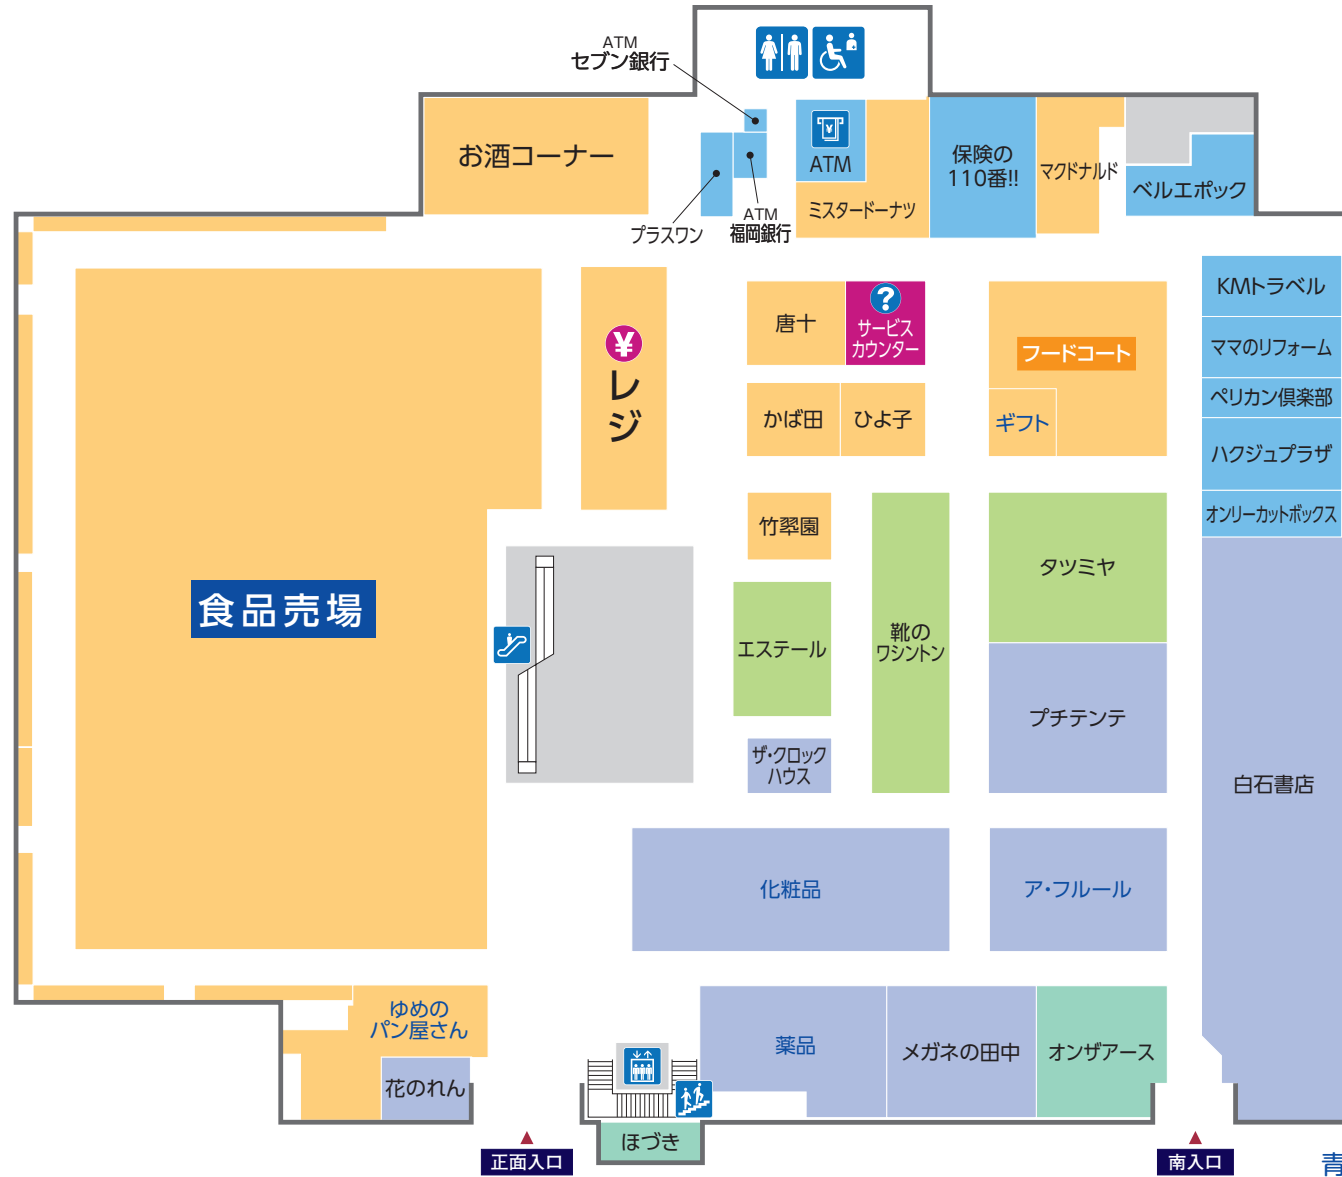 ATM
セブン銀行
お酒コーナー
プラスワン
ATM
福岡銀行
¥
ATM
ミスタードーナツ
保険の
110番!!
マクドナルド
ベルエポック
¥
レジ
唐十
?
サービス
カウンター
かば田
ひよ子
フードコート
ギフト
KMトラベル
ママのリフォーム
ペリカン倶楽部
ハクジュプラザ
オンリーカットボックス
食品売場
竹翠園
エステール
靴の
ワシントン
タツミヤ
プチテンテ
ザ・クロック
ハウス
白石書店
化粧品
ア・フルール
ゆめの
パン屋さん
花のれん
薬品
メガネの田中
オンザアース
ほづき
正面入口
南入口
青